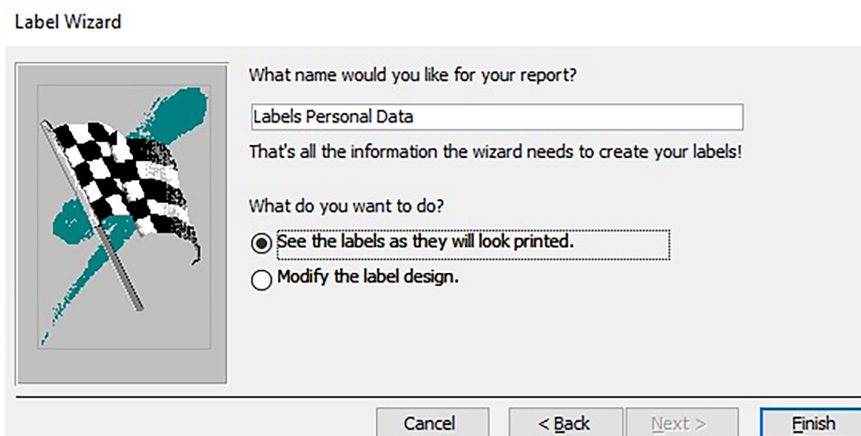 Label Wizard
What name would you like for your report?
Labels Personal Data
That's all the information the wizard needs to create your labels!
What do you want to do?
See the labels as they will look printed.
Modify the label design.
Cancel < Back Next > Finish